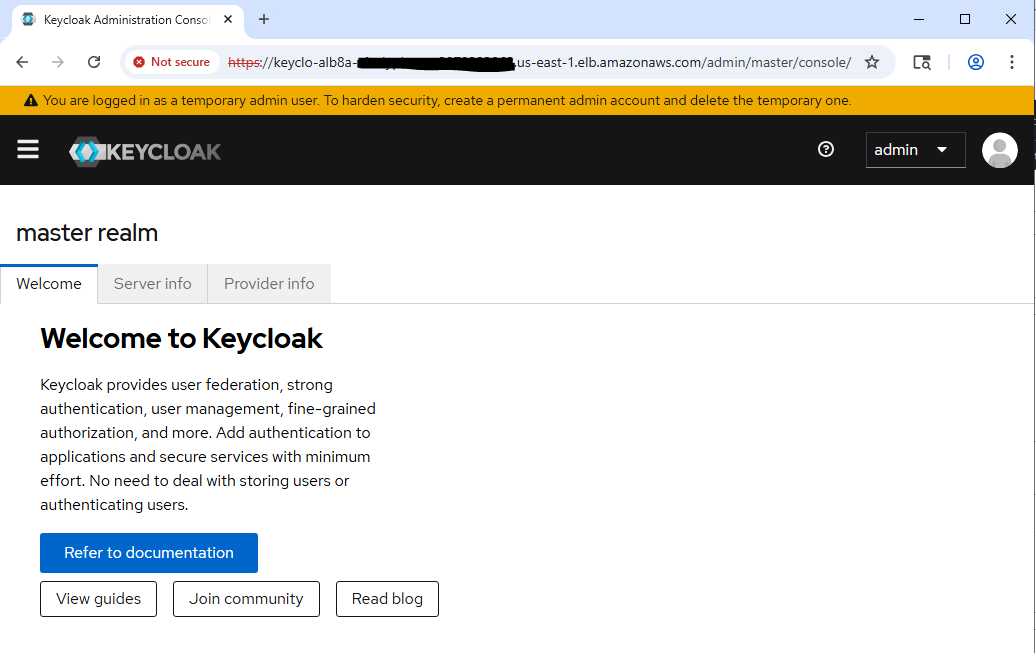 Keycloak Administration Consol
Not secure https://keyclo-alb8a- .us-east-1.elb.amazonaws.com/admin/master/console/
You are logged in as a temporary admin user. To harden security, create a permanent admin account and delete the temporary one.
KEYCLOAK
admin
master realm
Welcome Server info Provider info
Welcome to Keycloak
Keycloak provides user federation, strong
authentication, user management, fine-grained
authorization, and more. Add authentication to
applications and secure services with minimum
effort. No need to deal with storing users or
authenticating users.
Refer to documentation
View guides Join community Read blog